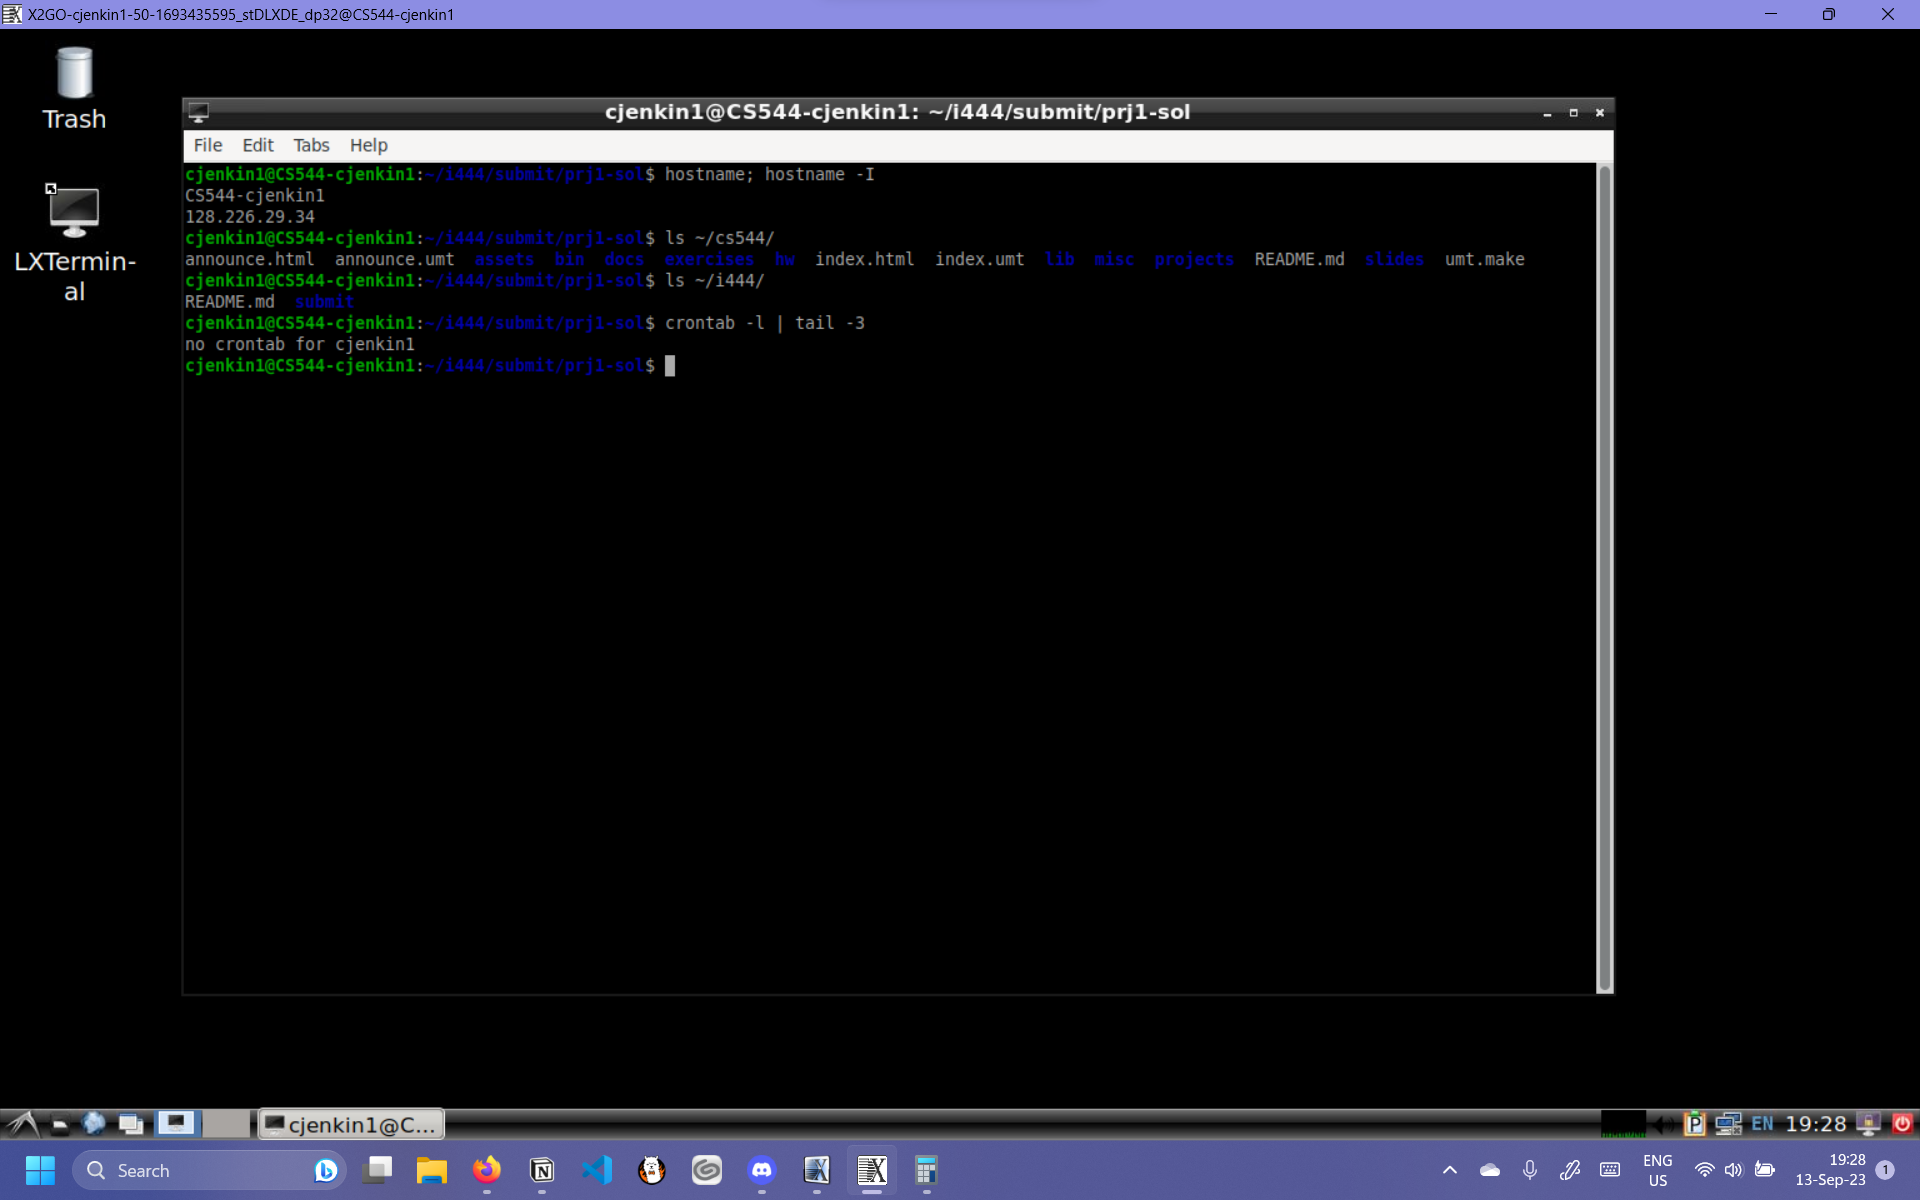 X2GO-cjenkin1-50-1693435595_stDLXDE_dp32@CS544-cjenkin1
Trash
LXTermin-
al
cjenkin1@CS544-cjenkin1: ~/i444/submit/prj1-sol
File Edit Tabs Help
cjenkin1@CS544-cjenkin1:~/i444/submit/prj1-sol$ hostname; hostname -I
CS544-cjenkin1
128.226.29.34
cjenkin1@CS544-cjenkin1:~/i444/submit/prj1-sol$ ls ~/cs544/
announce.html announce.umt assets bin docs exercises hw index.html index.umt lib misc projects README.md slides umt.make
cjenkin1@CS544-cjenkin1:~/i444/submit/prj1-sol$ ls ~/i444/
README.md submit
cjenkin1@CS544-cjenkin1:~/i444/submit/prj1-sol$ crontab -l | tail -3
no crontab for cjenkin1
cjenkin1@CS544-cjenkin1:~/i444/submit/prj1-sol$
cjenkin1@C... EN 19:28
Search
ENG
US
19:28
13-Sep-23
1